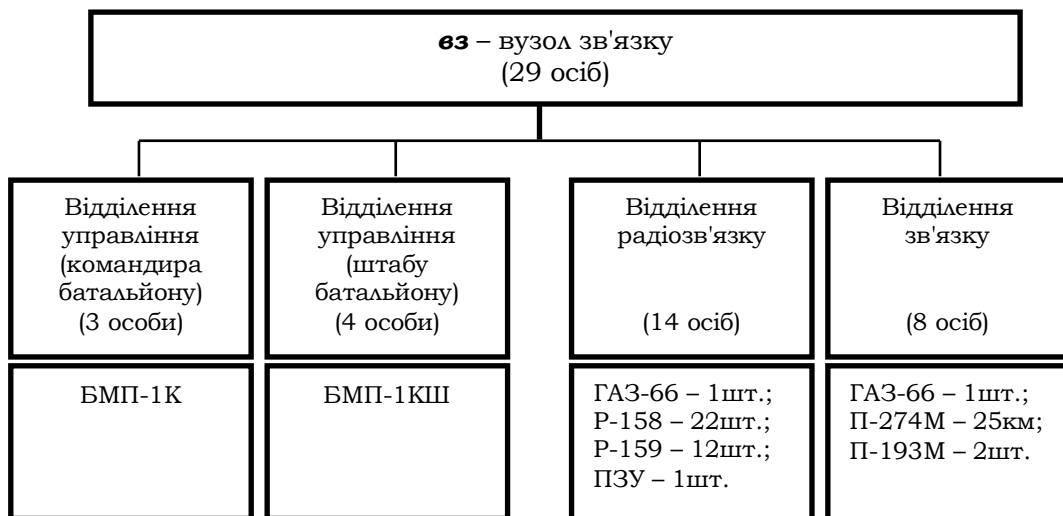 вз – вузол зв'язку
(29 осіб)
Відділення
управління
(командира
батальйону)
(3 особи)
Відділення
управління
(штабу
батальйону)
(4 особи)
Відділення
радіозв'язку
(14 осіб)
Відділення
зв'язку
(8 осіб)
БМП-1К
БМП-1КШ
ГАЗ-66 – 1шт.;
Р-158 – 22шт.;
Р-159 – 12шт.;
ПЗУ – 1шт.
ГАЗ-66 – 1шт.;
П-274М – 25км;
П-193М – 2шт.